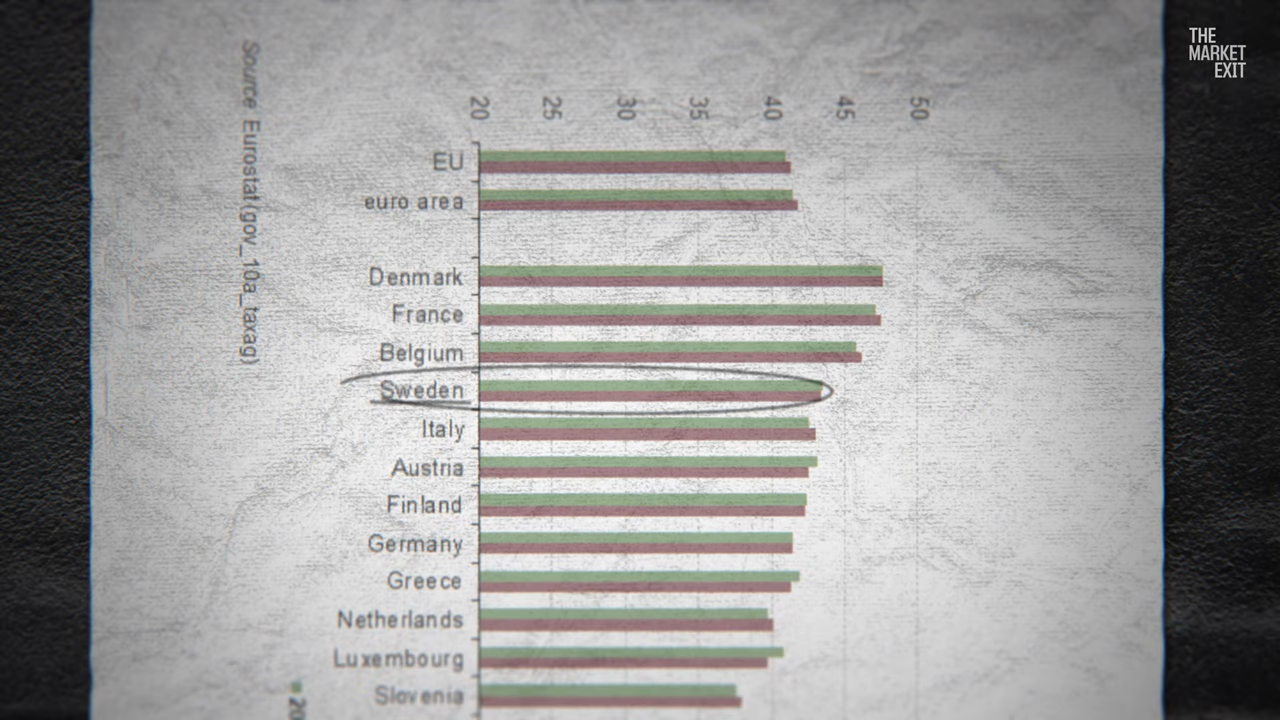 THE
MARKET
EXIT
Source Eurostat (gov_10a_taxag)
20 25 30 35 40 45 50
EU
euro area
Denmark
France
Belgium
Sweden
Italy
Austria
Finland
Germany
Greece
Netherlands
Luxembourg
Slovenia